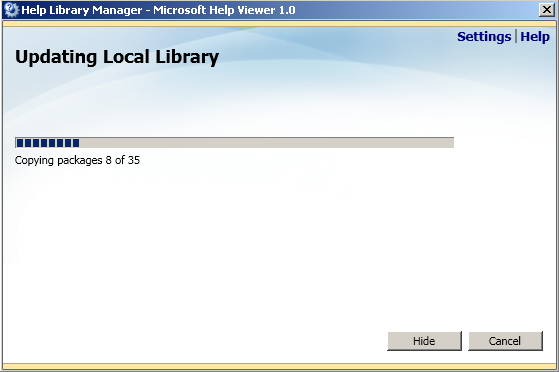 Help Library Manager - Microsoft Help Viewer 1.0
Settings | Help
Updating Local Library
Copying packages 8 of 35
Hide Cancel